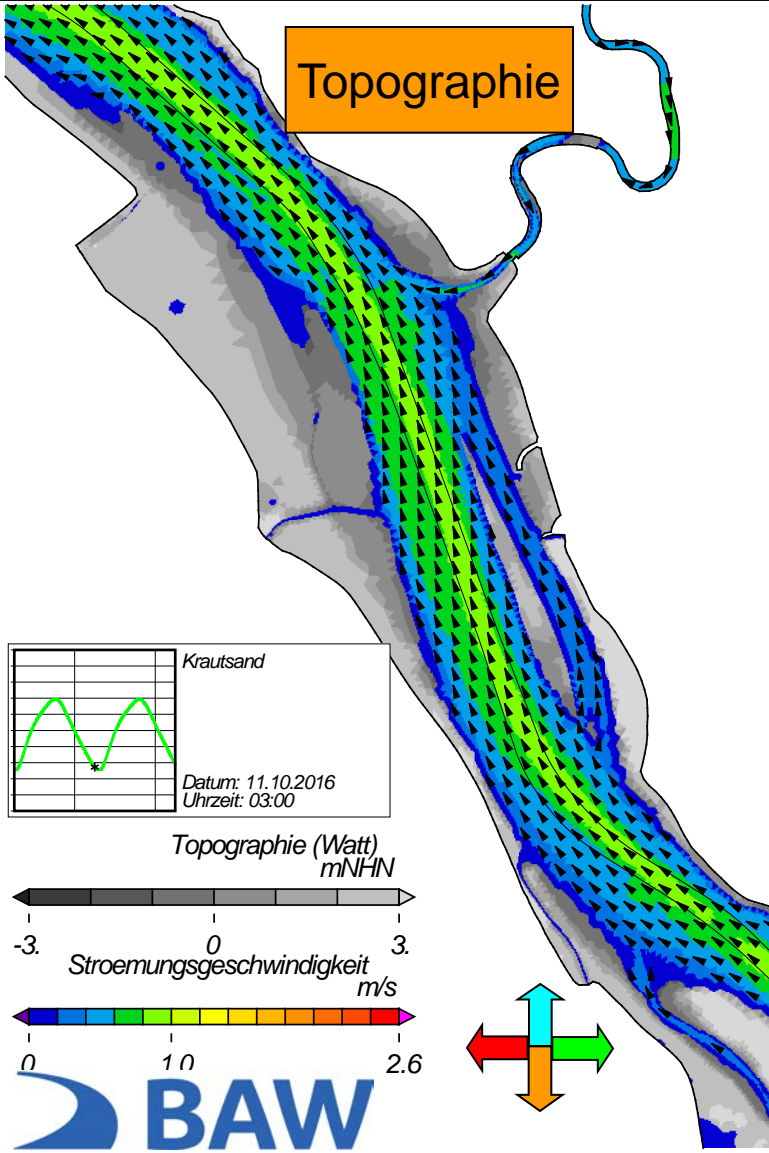 Topographie
Krautsand
Datum: 11.10.2016
Uhrzeit: 03:00
Topographie (Watt)
mNHN
-3. 0 3.
Stroemungsgeschwindigkeit
m/s
0 1.0 2.6
BAW